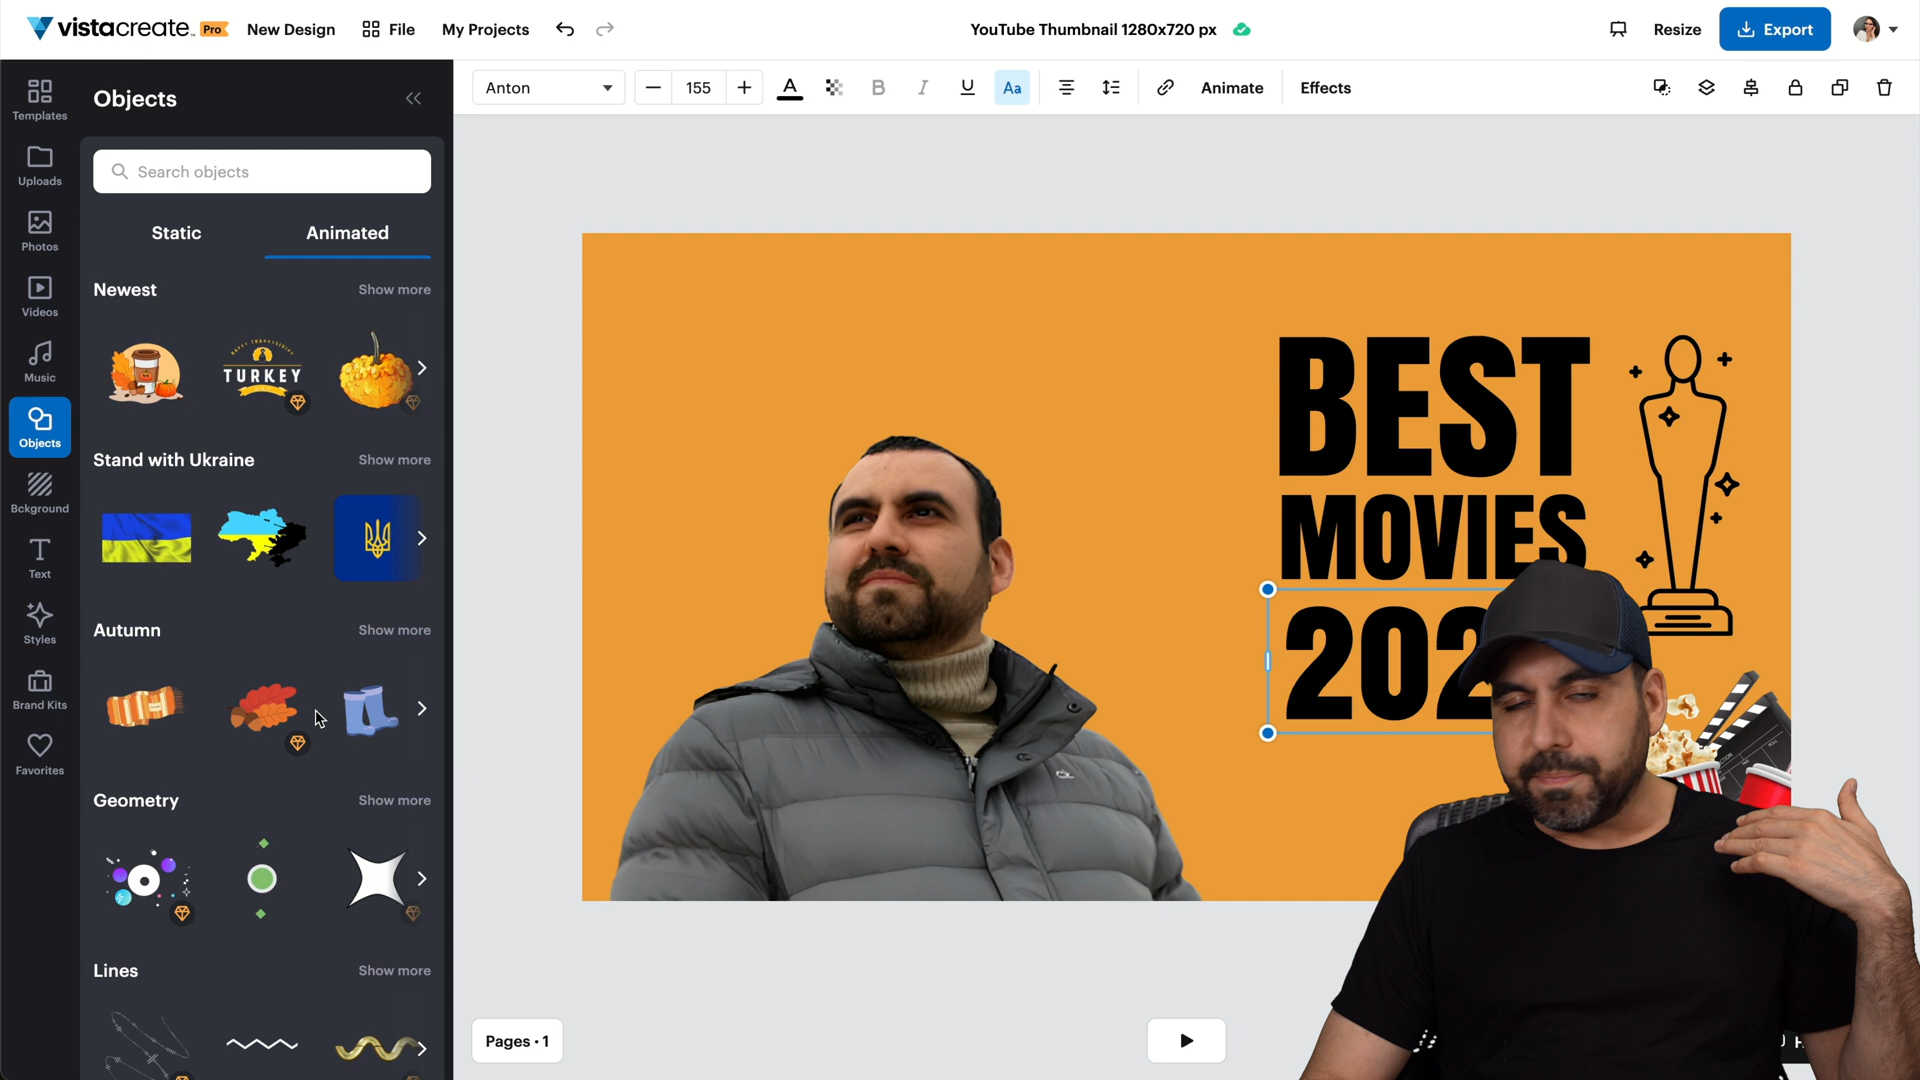 vistacreate Pro New Design File My Projects YouTube Thumbnail 1280x720 px Resize Export
Anton 155 A B I U Aa Animate Effects
Templates
Uploads
Photos
Videos
Music
Objects
Bckground
Text
Styles
Brand Kits
Favorites
Objects
Search objects
Static Animated
Newest Show more
HAPPY THANKSGIVING
TURKEY
Stand with Ukraine Show more
Autumn Show more
Geometry Show more
Lines Show more
BEST
MOVIES
202
Pages • 1